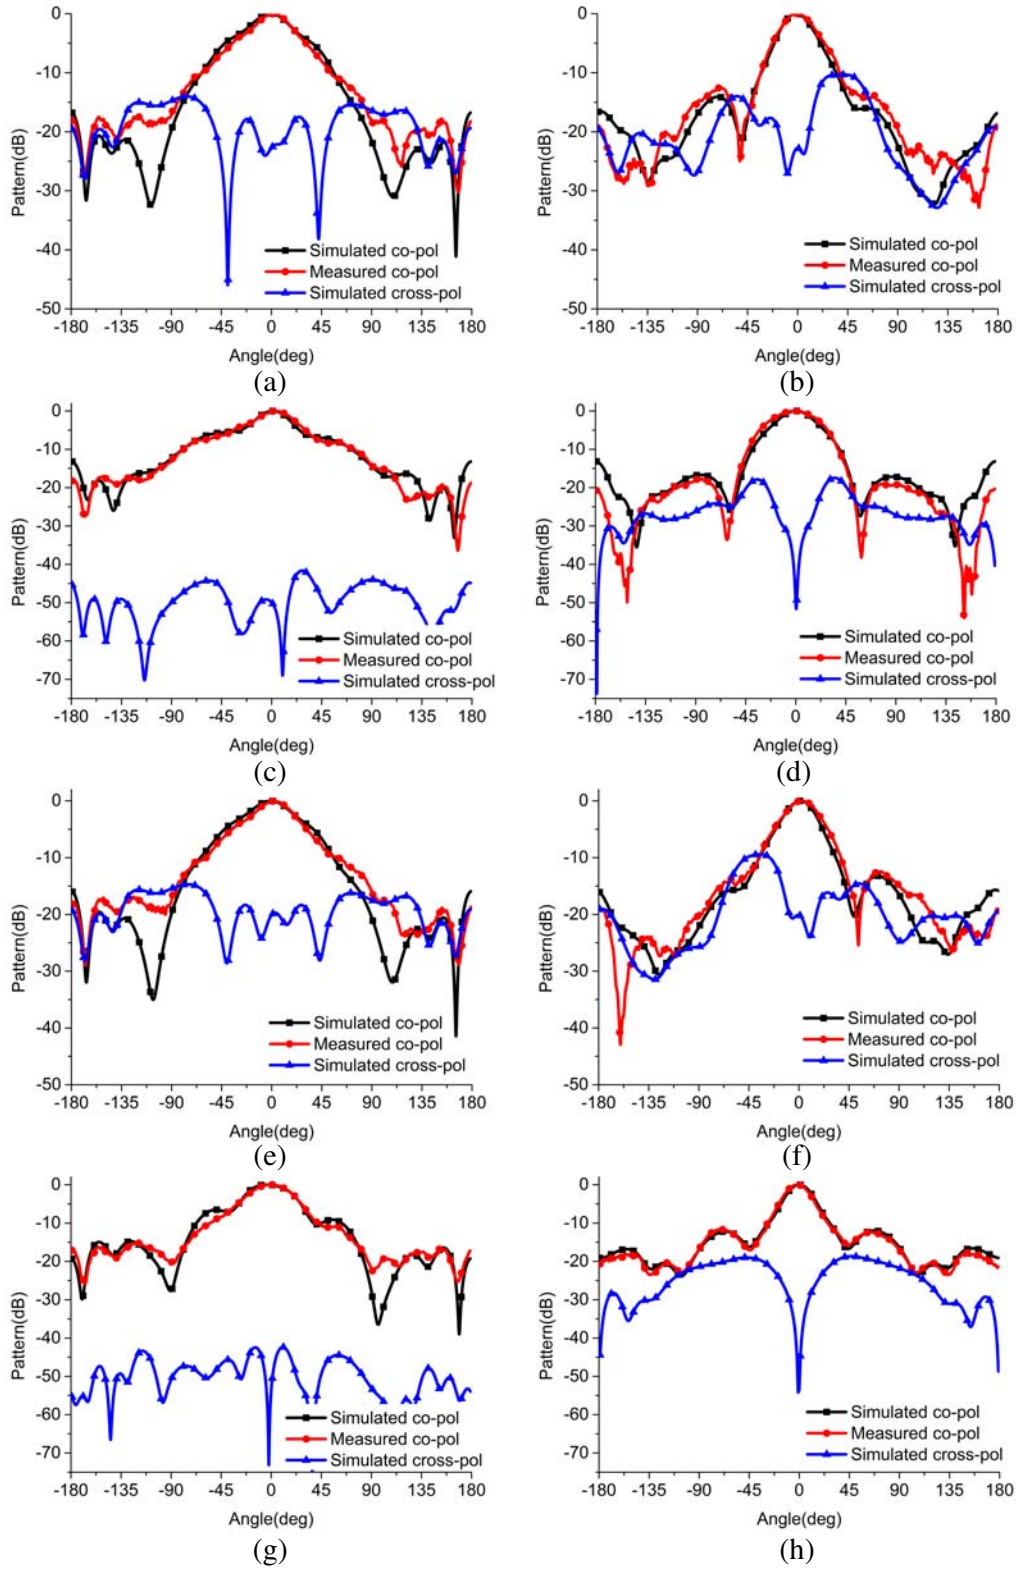 0
-10
-20
-30
-40
-50
Pattern(dB)
Simulated co-pol
Measured co-pol
Simulated cross-pol
-180 -135 -90 -45 0 45 90 135 180
Angle(deg)
(a)
0
-10
-20
-30
-40
-50
Pattern(dB)
Simulated co-pol
Measured co-pol
Simulated cross-pol
-180 -135 -90 -45 0 45 90 135 180
Angle(deg)
(b)
0
-10
-20
-30
-40
-50
-60
-70
Pattern(dB)
Simulated co-pol
Measured co-pol
Simulated cross-pol
-180 -135 -90 -45 0 45 90 135 180
Angle(deg)
(c)
0
-10
-20
-30
-40
-50
-60
-70
Pattern(dB)
Simulated co-pol
Measured co-pol
Simulated cross-pol
-180 -135 -90 -45 0 45 90 135 180
Angle(deg)
(d)
0
-10
-20
-30
-40
-50
Pattern(dB)
Simulated co-pol
Measured co-pol
Simulated cross-pol
-180 -135 -90 -45 0 45 90 135 180
Angle(deg)
(e)
0
-10
-20
-30
-40
-50
Pattern(dB)
Simulated co-pol
Measured co-pol
Simulated cross-pol
-180 -135 -90 -45 0 45 90 135 180
Angle(deg)
(f)
0
-10
-20
-30
-40
-50
-60
-70
Pattern(dB)
Simulated co-pol
Measured co-pol
Simulated cross-pol
-180 -135 -90 -45 0 45 90 135 180
Angle(deg)
(g)
0
-10
-20
-30
-40
-50
-60
-70
Pattern(dB)
Simulated co-pol
Measured co-pol
Simulated cross-pol
-180 -135 -90 -45 0 45 90 135 180
Angle(deg)
(h)